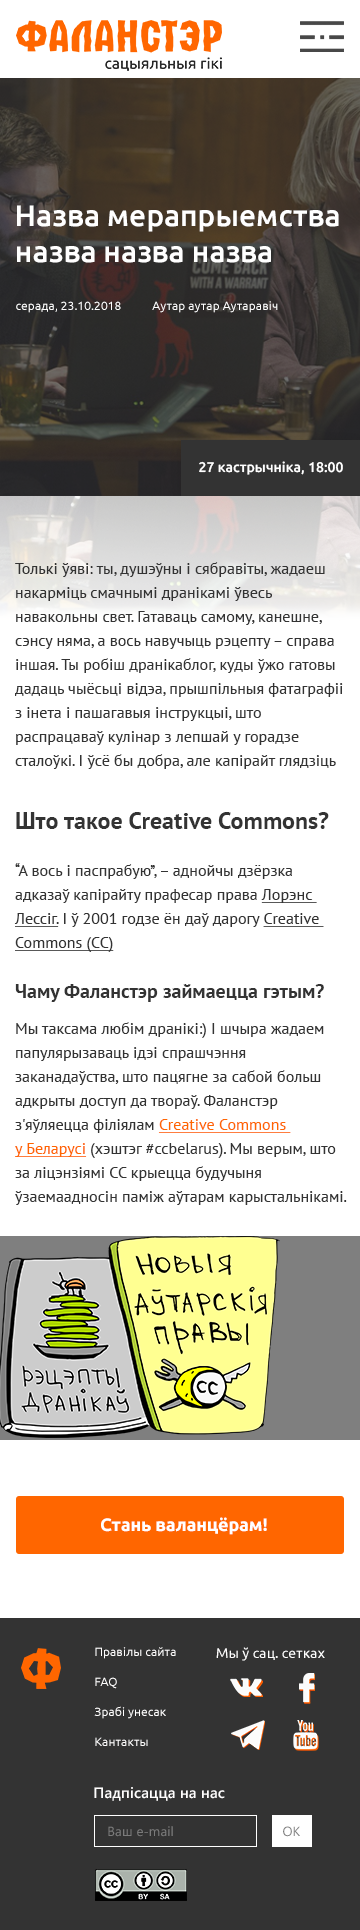 ФАЛАНСТЭР
сацыяльныя гікі
Назва мерапрыемства
назва назва назва
COME BACK
WITH A WARRANT
серада, 23.10.2018
Аутар аутар Аутаравіч
27 кастрычніка, 18:00
Толькі ўяві: ты, душэўны і сябравіты, жадаеш
накарміць смачнымі дранікамі ўвесь
навакольны свет. Гатаваць самому, канешне,
сэнсу няма, а вось навучыць рэцепту – справа
іншая. Ты робіш дранікаблог, куды ўжо гатовы
дадаць чыёсьці відэа, прышпільныя фатаграфіі
з інета і пашагавыя інструкцыі, што
распрацаваў кулінар з лепшай у горадзе
сталоўкі. І ўсё бы добра, але капірайт глядзіць
Што такое Creative Commons?
“А вось і паспрабую”, – аднойчы дзёрзка
адказаў капірайту прафесар права Лорэнс
Лессіг. І ў 2001 годзе ён даў дарогу Creative
Commons (CC)
Чаму Фаланстэр займаецца гэтым?
Мы таксама любім дранікі:) І шчыра жадаем
папулярызаваць ідэі спрашчэння
заканадаўства, што пацягне за сабой больш
адкрыты доступ да твораў. Фаланстэр
з'яўляецца філіялам Creative Commons
у Беларусі (хэштэг #ccbelarus). Мы верым, што
за ліцэнзіямі CC крыецца будучыня
ўзаемаадносін паміж аўтарам карыстальнікамі.
НОВЫЯ
АЎТАРСКІЯ
ПРАВЫ
CC
РЭЦЭПТЫ
ДРАНІКАЎ
Стань валанцёрам!
Ф
Правілы сайта
FAQ
Зрабі унесак
Кантакты
Мы ў сац. сетках
You
Tube
Падпісацца на нас
Ваш e-mail
OK
cc
BY SA